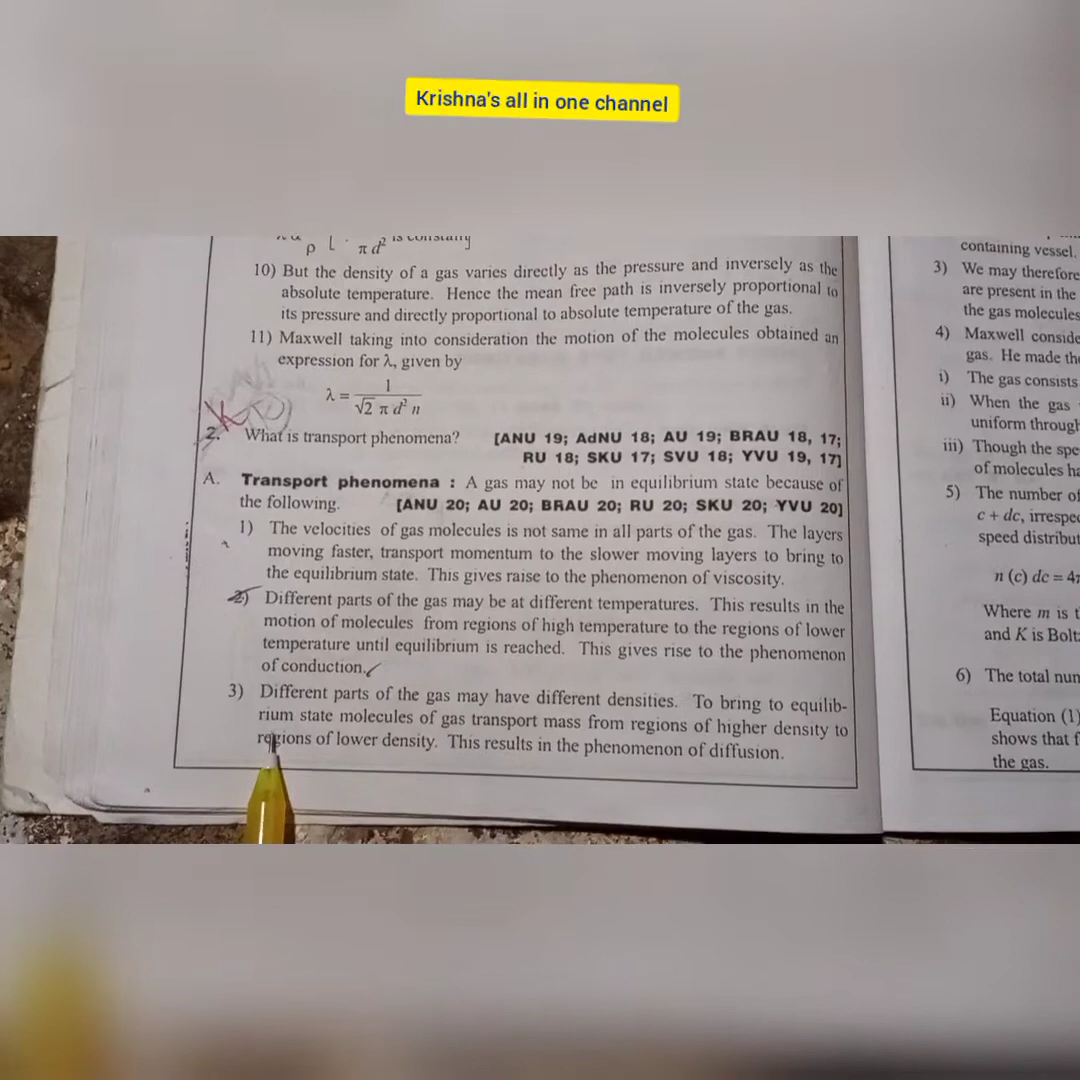 Krishna's all in one channel
ρ π d² is constant]
10) But the density of a gas varies directly as the pressure and inversely as the
absolute temperature. Hence the mean free path is inversely proportional to
its pressure and directly proportional to absolute temperature of the gas.
11) Maxwell taking into consideration the motion of the molecules obtained an
expression for λ, given by
λ = 1 / √2 π d² n
2. What is transport phenomena? [ANU 19; AdNU 18; AU 19; BRAU 18, 17;
RU 18; SKU 17; SVU 18; YVU 19, 17]
A. Transport phenomena : A gas may not be in equilibrium state because of
the following. [ANU 20; AU 20; BRAU 20; RU 20; SKU 20; YVU 20]
1) The velocities of gas molecules is not same in all parts of the gas. The layers
moving faster, transport momentum to the slower moving layers to bring to
the equilibrium state. This gives raise to the phenomenon of viscosity.
2) Different parts of the gas may be at different temperatures. This results in the
motion of molecules from regions of high temperature to the regions of lower
temperature until equilibrium is reached. This gives rise to the phenomenon
of conduction.
3) Different parts of the gas may have different densities. To bring to equilib-
rium state molecules of gas transport mass from regions of higher density to
regions of lower density. This results in the phenomenon of diffusion.
containing vessel.
3) We may therefore
are present in the
the gas molecules
4) Maxwell conside
gas. He made the
i) The gas consists
ii) When the gas
uniform through
iii) Though the spe
of molecules ha
5) The number of
c + dc, irrespec
speed distribut
n (c) dc = 4π
Where m is t
and K is Boltz
6) The total num
Equation (1)
shows that f
the gas.